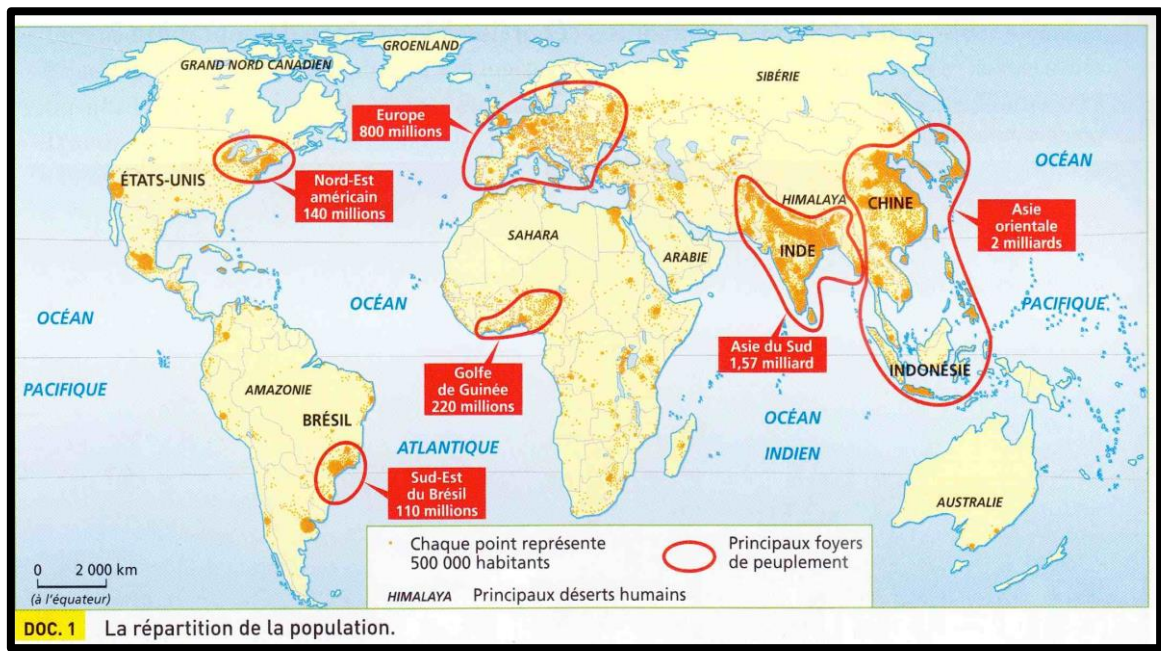 GROENLAND
GRAND NORD CANADIEN
SIBÉRIE
Europe
800 millions
ÉTATS-UNIS
Nord-Est
américain
140 millions
OCÉAN
HIMALAYA
CHINE
Asie
orientale
2 milliards
SAHARA
ARABIE
INDE
OCÉAN
OCÉAN
PACIFIQUE
PACIFIQUE
Golfe
de Guinée
220 millions
Asie du Sud
1,57 milliard
INDONÉSIE
AMAZONIE
BRÉSIL
ATLANTIQUE
OCÉAN
INDIEN
Sud-Est
du Brésil
110 millions
AUSTRALIE
Chaque point représente
500 000 habitants
Principaux foyers
de peuplement
HIMALAYA Principaux déserts humains
0 2 000 km
(à l'équateur)
DOC. 1 La répartition de la population.